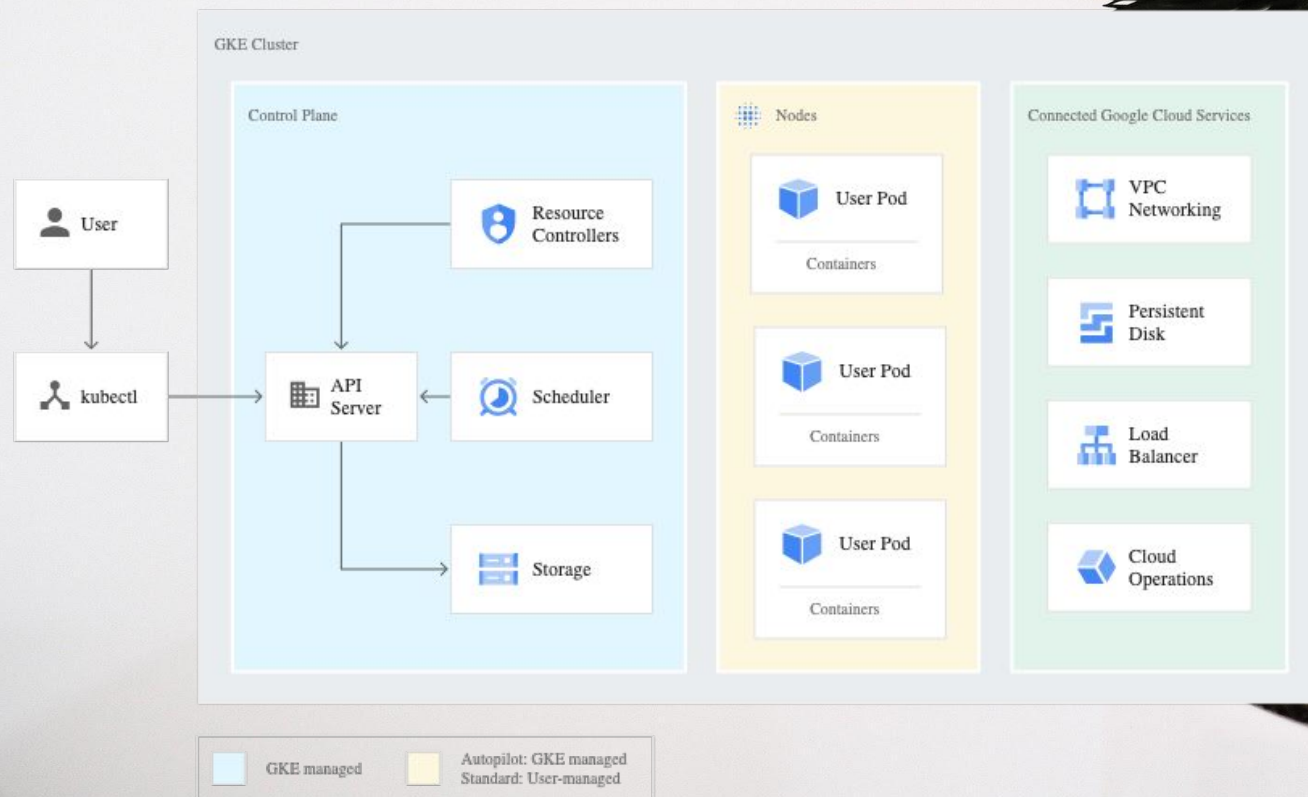 GKE Cluster
Control Plane
Nodes
Connected Google Cloud Services
User
kubectl
API
Server
Resource
Controllers
Scheduler
Storage
User Pod
Containers
User Pod
Containers
User Pod
Containers
VPC
Networking
Persistent
Disk
Load
Balancer
Cloud
Operations
GKE managed
Autopilot: GKE managed
Standard: User-managed